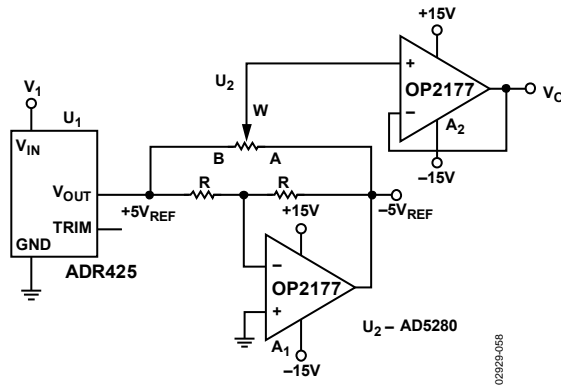 +15V
V1
U1
U2
+
OP2177
VO
W
−
A2
VIN
B
A
−15V
VOUT
R
R
+5VREF
+15V
−5VREF
TRIM
GND
−
OP2177
ADR425
+
U2 – AD5280
A1
−15V
02929-058